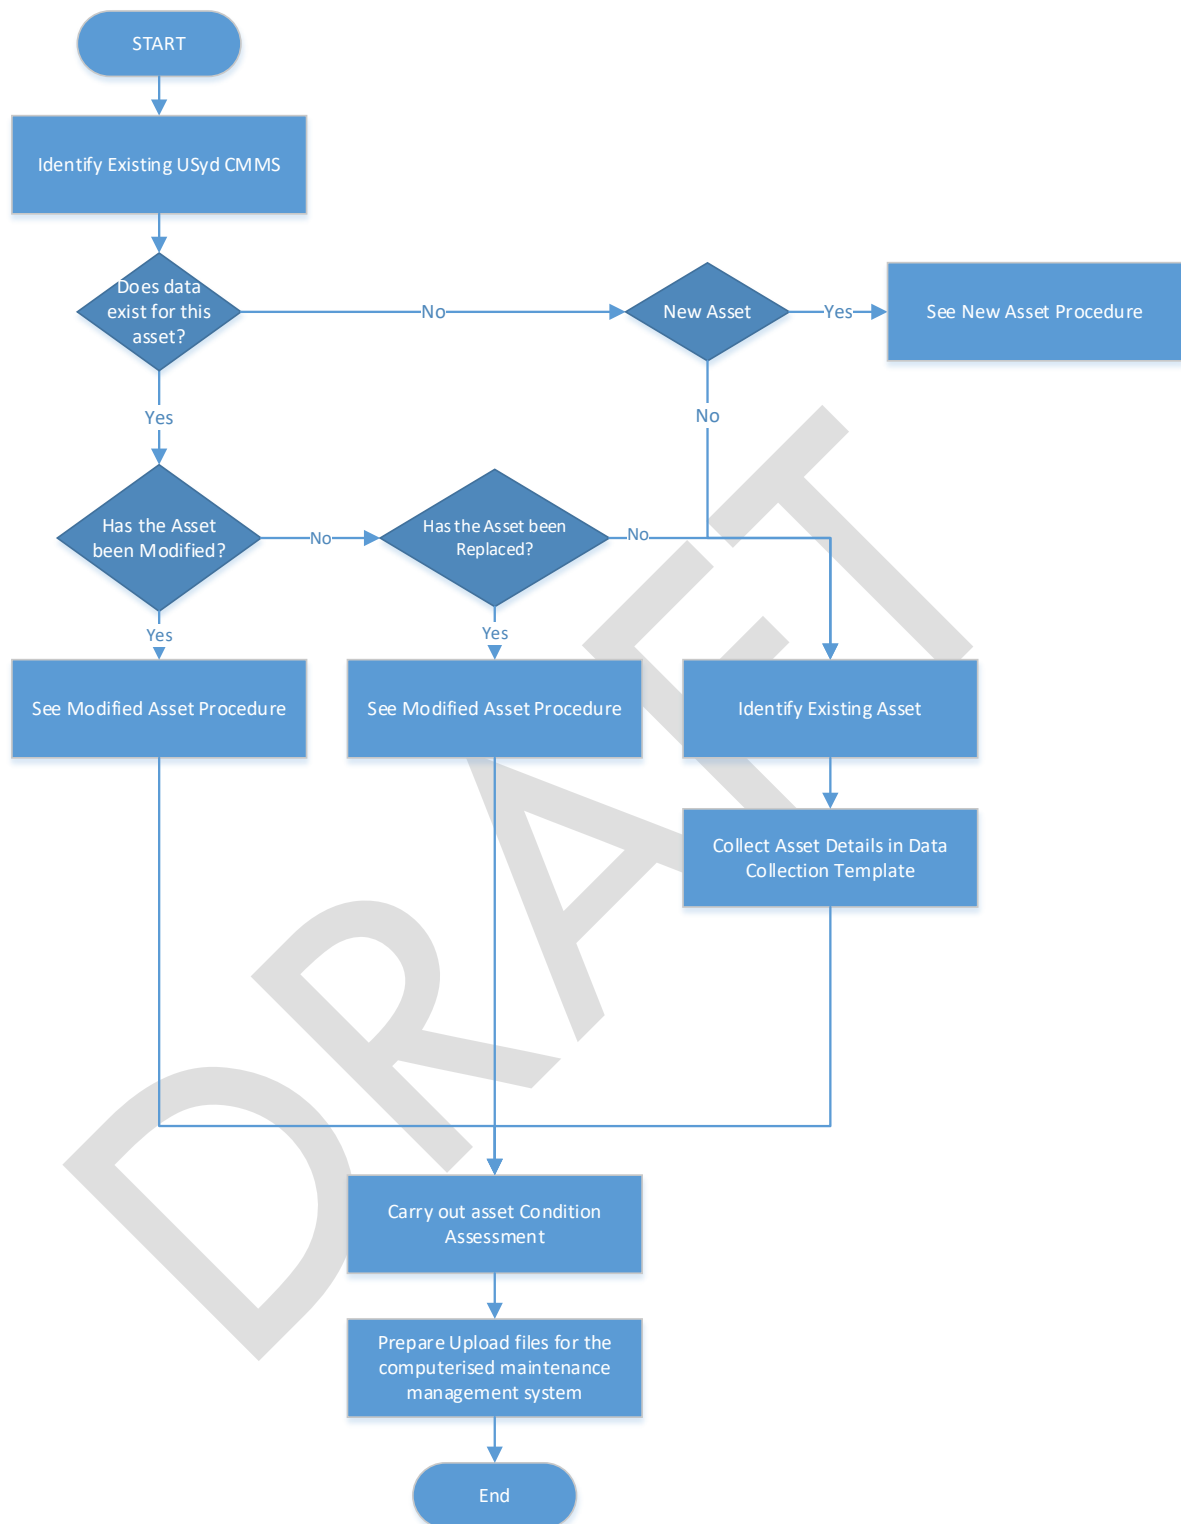 START
Identify Existing USyd CMMS
Does data
exist for this
asset?
No
New Asset
Yes
See New Asset Procedure
Yes
No
Has the Asset
been Modified?
No
Has the Asset been
Replaced?
No
Yes
Yes
See Modified Asset Procedure
See Modified Asset Procedure
Identify Existing Asset
Collect Asset Details in Data
Collection Template
Carry out asset Condition
Assessment
Prepare Upload files for the
computerised maintenance
management system
End
DRAFT